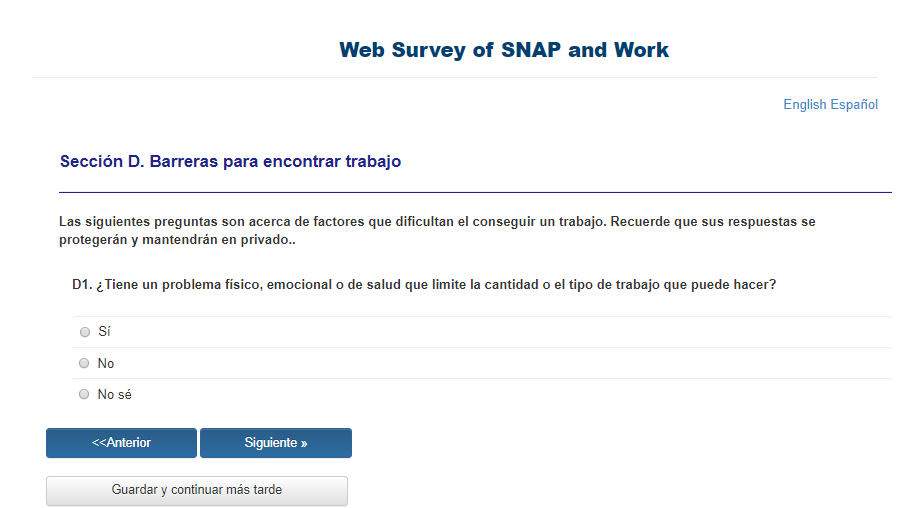 Web Survey of SNAP and Work
English Español
Sección D. Barreras para encontrar trabajo
Las siguientes preguntas son acerca de factores que dificultan el conseguir un trabajo. Recuerde que sus respuestas se
protegerán y mantendrán en privado..
D1. ¿Tiene un problema físico, emocional o de salud que limite la cantidad o el tipo de trabajo que puede hacer?
Sí
No
No sé
<<Anterior
Siguiente »
Guardar y continuar más tarde